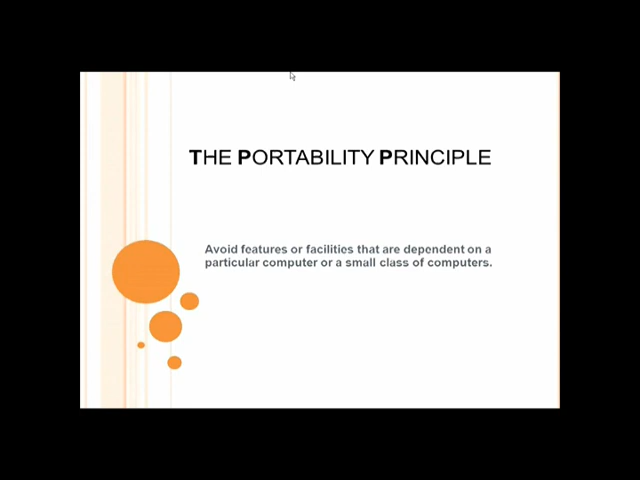 THE PORTABILITY PRINCIPLE
Avoid features or facilities that are dependent on a
particular computer or a small class of computers.